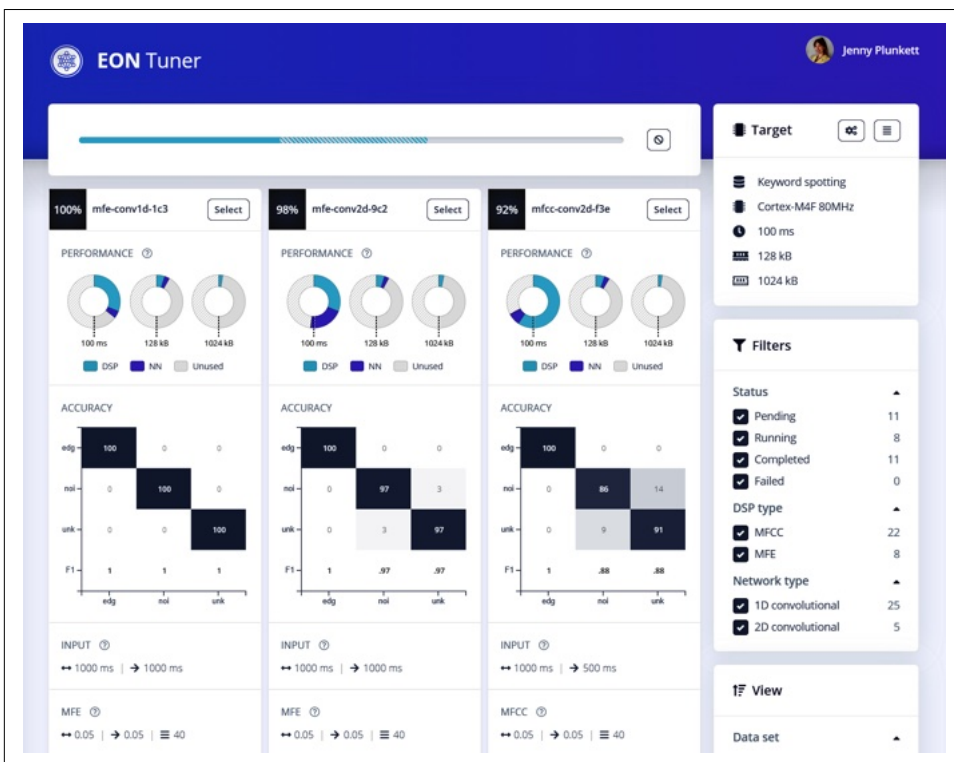 EON Tuner
Jenny Plunkett
100% mfe-conv1d-1c3 Select
PERFORMANCE
100 ms 128 kB 1024 kB
DSP NN Unused
ACCURACY
edg 100 0 0
noi 0 100 0
unk 0 0 100
F1 1 1 1
edg noi unk
INPUT
1000 ms | 1000 ms
MFE
0.05 | 0.05 | 40
98% mfe-conv2d-9c2 Select
PERFORMANCE
100 ms 128 kB 1024 kB
DSP NN Unused
ACCURACY
edg 100 0 0
noi 0 97 3
unk 0 3 97
F1 1 .97 .97
edg noi unk
INPUT
1000 ms | 1000 ms
MFE
0.05 | 0.05 | 40
92% mfcc-conv2d-f3e Select
PERFORMANCE
100 ms 128 kB 1024 kB
DSP NN Unused
ACCURACY
edg 100 0 0
noi 0 86 14
unk 0 9 91
F1 1 .88 .88
edg noi unk
INPUT
1000 ms | 500 ms
MFCC
0.05 | 0.05 | 40
Target
Keyword spotting
Cortex-M4F 80MHz
100 ms
128 kB
1024 kB
Filters
Status
Pending 11
Running 8
Completed 11
Failed 0
DSP type
MFCC 22
MFE 8
Network type
1D convolutional 25
2D convolutional 5
View
Data set